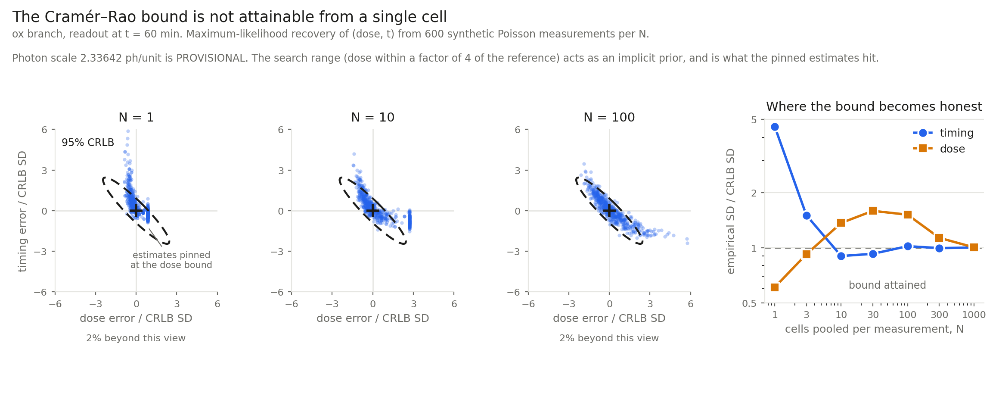 The Cramér–Rao bound is not attainable from a single cell
ox branch, readout at t = 60 min. Maximum-likelihood recovery of (dose, t) from 600 synthetic Poisson measurements per N.
Photon scale 2.33642 ph/unit is PROVISIONAL. The search range (dose within a factor of 4 of the reference) acts as an implicit prior, and is what the pinned estimates hit.
N = 1
95% CRLB
timing error / CRLB SD
6
3
0
−3
−6
estimates pinned
at the dose bound
−6 −3 0 3 6
dose error / CRLB SD
2% beyond this view
N = 10
6
3
0
−3
−6
−6 −3 0 3 6
dose error / CRLB SD
N = 100
6
3
0
−3
−6
−6 −3 0 3 6
dose error / CRLB SD
2% beyond this view
Where the bound becomes honest
empirical SD / CRLB SD
5
2
1
0.5
timing
dose
bound attained
1 3 10 30 100 300 1000
cells pooled per measurement, N